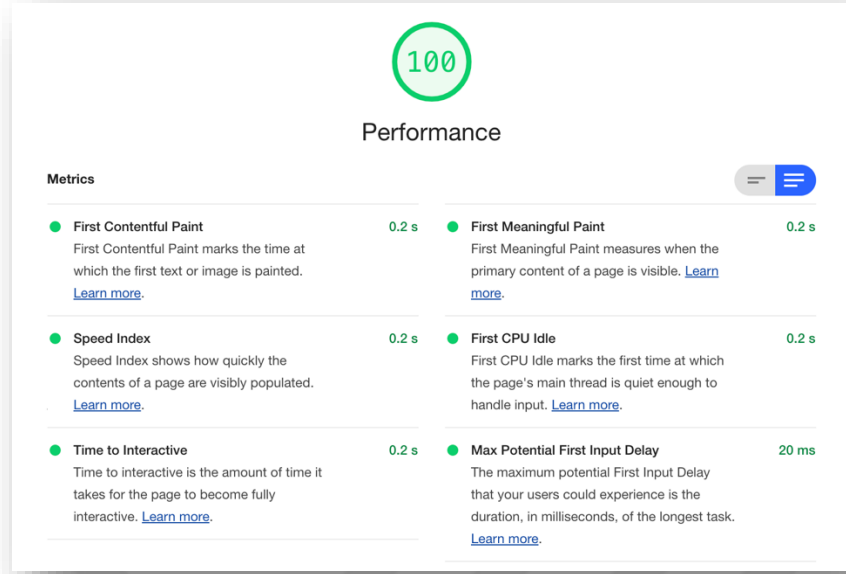 100
Performance
Metrics
First Contentful Paint 0.2 s
First Contentful Paint marks the time at
which the first text or image is painted.
Learn more.
First Meaningful Paint 0.2 s
First Meaningful Paint measures when the
primary content of a page is visible. Learn
more.
Speed Index 0.2 s
Speed Index shows how quickly the
contents of a page are visibly populated.
Learn more.
First CPU Idle 0.2 s
First CPU Idle marks the first time at which
the page's main thread is quiet enough to
handle input. Learn more.
Time to Interactive 0.2 s
Time to interactive is the amount of time it
takes for the page to become fully
interactive. Learn more.
Max Potential First Input Delay 20 ms
The maximum potential First Input Delay
that your users could experience is the
duration, in milliseconds, of the longest task.
Learn more.